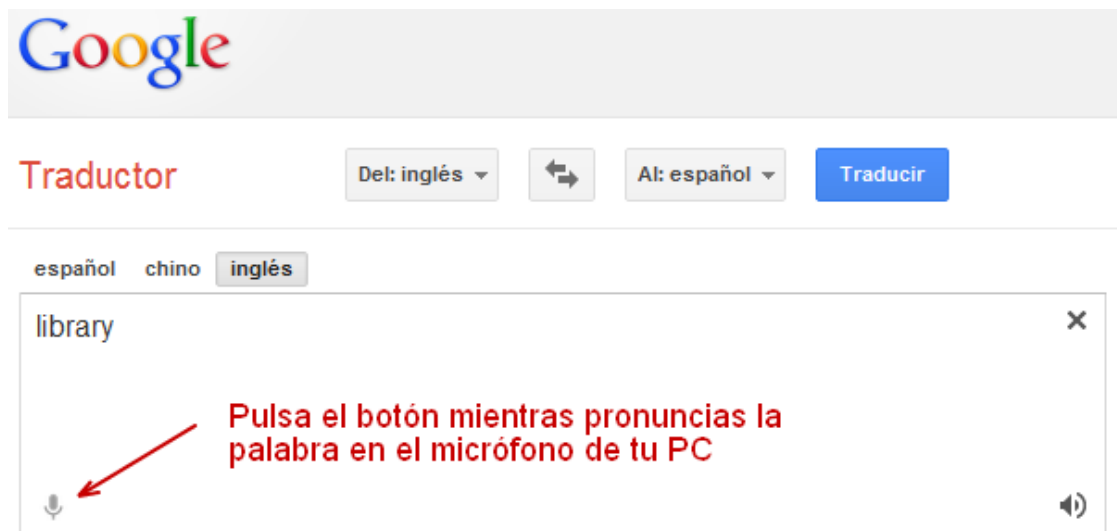 Google
Traductor Del: inglés Al: español Traducir
español chino inglés
library
Pulsa el botón mientras pronuncias la
palabra en el micrófono de tu PC